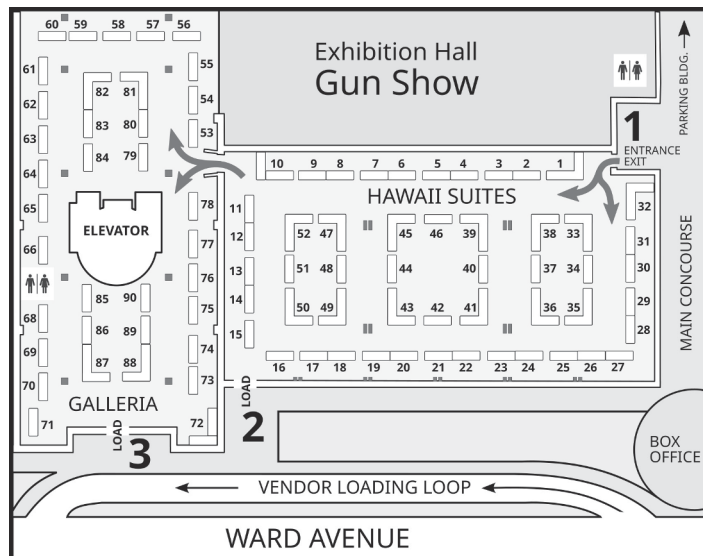 60 59 58 57 56
Exhibition Hall
Gun Show
PARKING BLDG.
61
55
62
82 81
54
63
83 80
53
1
ENTRANCE
EXIT
64
84 79
10 9 8 7 6 5 4 3 2 1
HAWAII SUITES
65
78
11
32
ELEVATOR
12
52 47 45 46 39 38 33
31
66
77
13
51 48 44 40 37 34
30
76
14
29
85 90
68
75
50 49 43 42 41 36 35
86 89
15
28
69
74
87 88
16 17 18 19 20 21 22 23 24 25 26 27
70
73
MAIN CONCOURSE
GALLERIA
LOAD
2
71
72
LOAD
3
BOX
OFFICE
VENDOR LOADING LOOP
WARD AVENUE